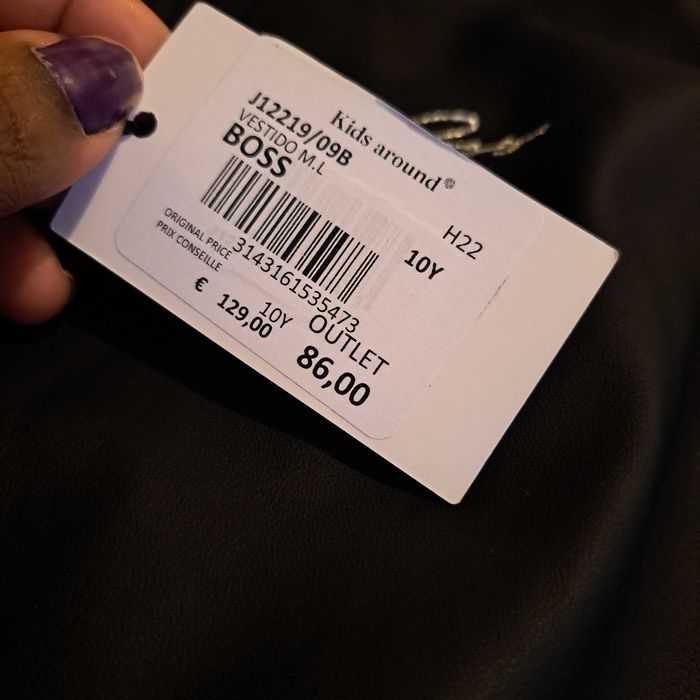 Kids around
J12219/09B
VESTIDO M.L
BOSS
H22
10Y
3143161535473
ORIGINAL PRICE
PRIX CONSEILLE
10Y OUTLET
€ 129,00
86,00